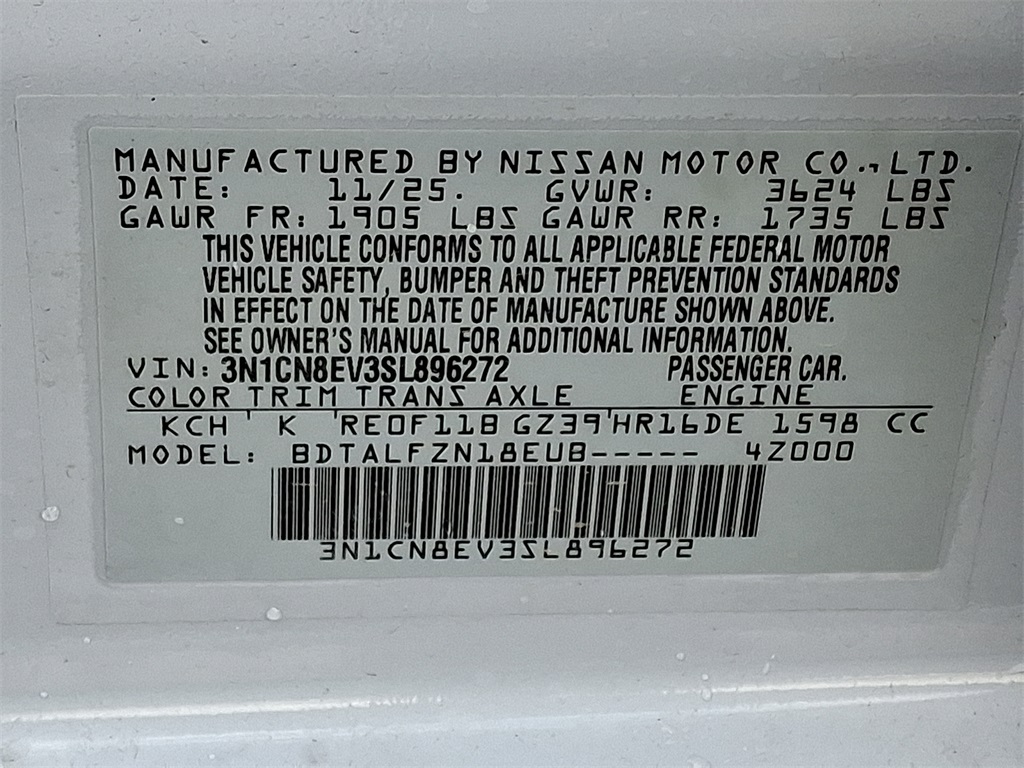 MANUFACTURED BY NISSAN MOTOR CO., LTD.
DATE: 11/25. GVWR: 3624 LBS
GAWR FR: 1905 LBS GAWR RR: 1735 LBS
THIS VEHICLE CONFORMS TO ALL APPLICABLE FEDERAL MOTOR
VEHICLE SAFETY, BUMPER AND THEFT PREVENTION STANDARDS
IN EFFECT ON THE DATE OF MANUFACTURE SHOWN ABOVE.
SEE OWNER'S MANUAL FOR ADDITIONAL INFORMATION.
VIN: 3N1CN8EV3SL896272 PASSENGER CAR.
COLOR TRIM TRANS AXLE ENGINE
KCH ' K 'RE0F11B GZ39'HR16DE 1598 CC
MODEL: BDTALFZN18EUB----- 4Z000
3N1CN8EV3SL896272